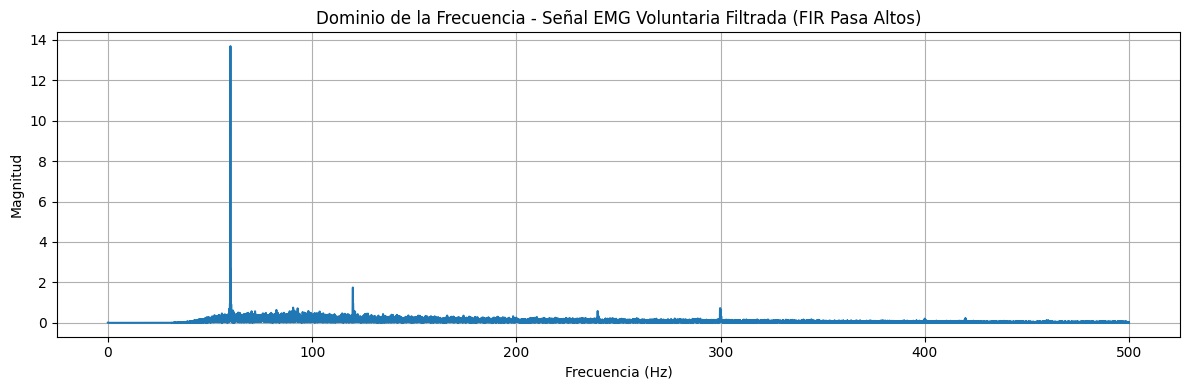 Dominio de la Frecuencia - Señal EMG Voluntaria Filtrada (FIR Pasa Altos)
14
12
10
8
6
4
2
0
Magnitud
0 100 200 300 400 500
Frecuencia (Hz)